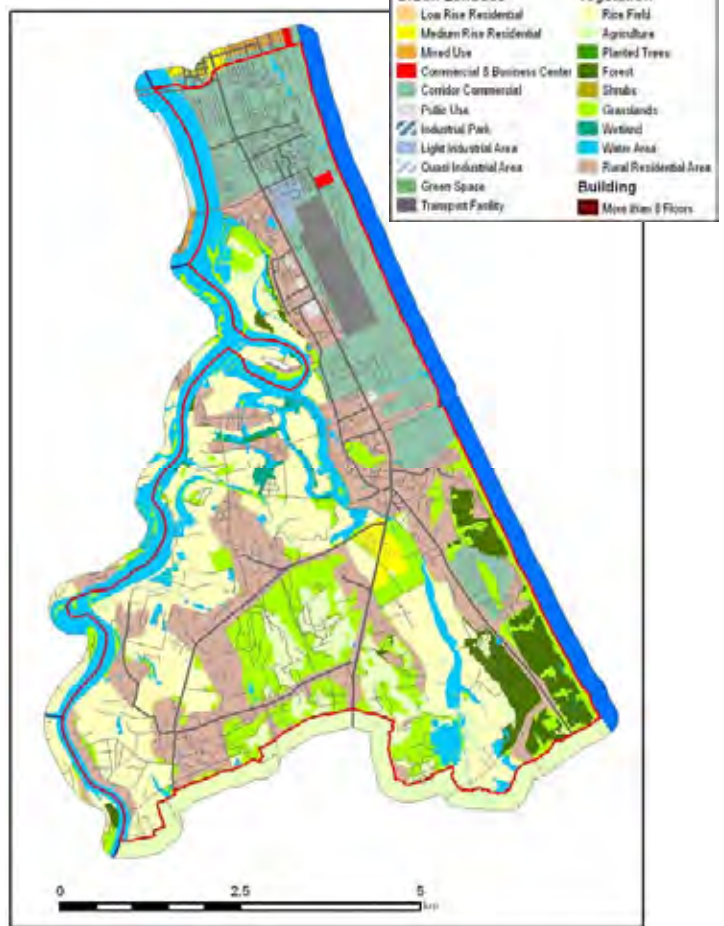 Low Rise Residential
Medium Rise Residential
Mixed Use
Commercial & Business Center
Corridor Commercial
Public Use
Industrial Park
Light Industrial Area
Quasi Industrial Area
Green Space
Transport Facility
Vegetation
Rice Field
Agriculture
Planted Trees
Forest
Shrubs
Grasslands
Wetland
Water Area
Rural Residential Area
Building
More than 8 Floors
0 2.5 5
km